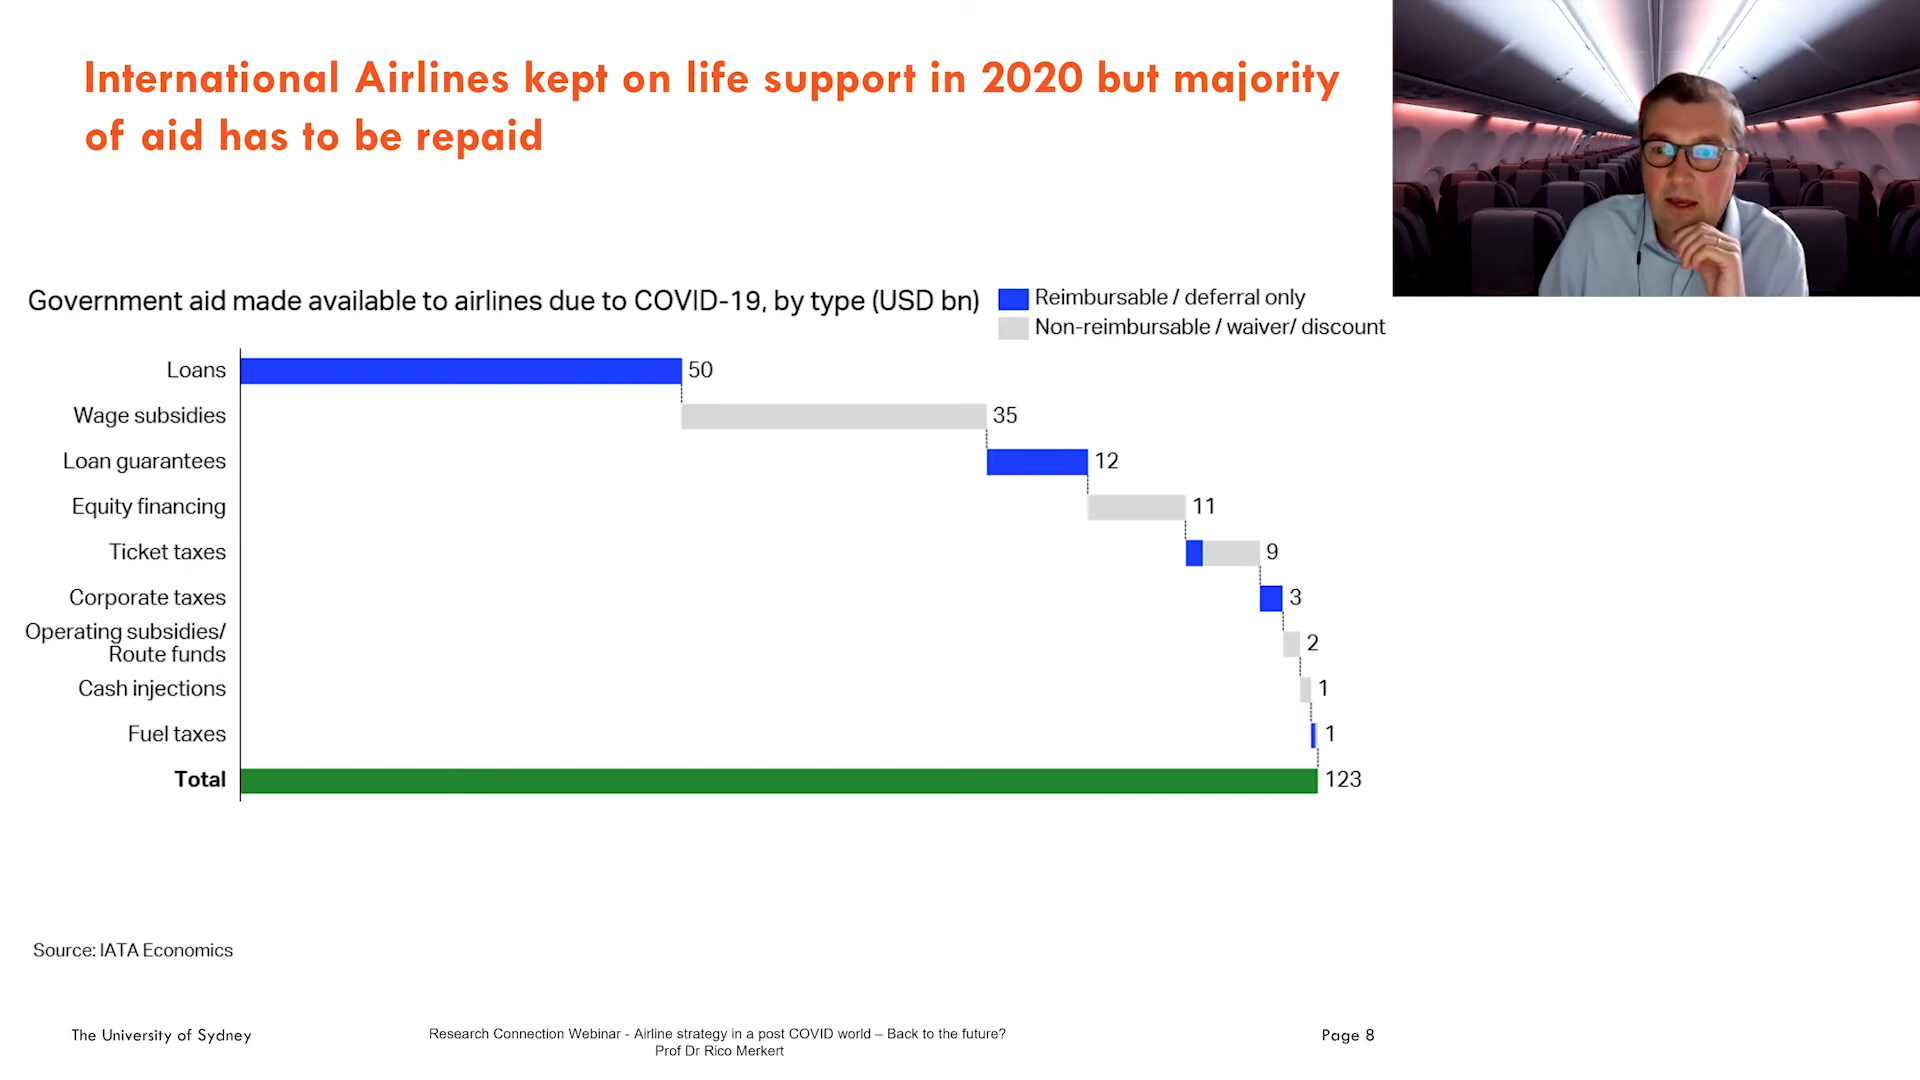 International Airlines kept on life support in 2020 but majority
of aid has to be repaid
Government aid made available to airlines due to COVID-19, by type (USD bn)
Reimbursable / deferral only
Non-reimbursable / waiver/ discount
Loans 50
Wage subsidies 35
Loan guarantees 12
Equity financing 11
Ticket taxes 9
Corporate taxes 3
Operating subsidies/
Route funds 2
Cash injections 1
Fuel taxes 1
Total 123
Source: IATA Economics
The University of Sydney
Research Connection Webinar - Airline strategy in a post COVID world – Back to the future?
Prof Dr Rico Merkert
Page 8